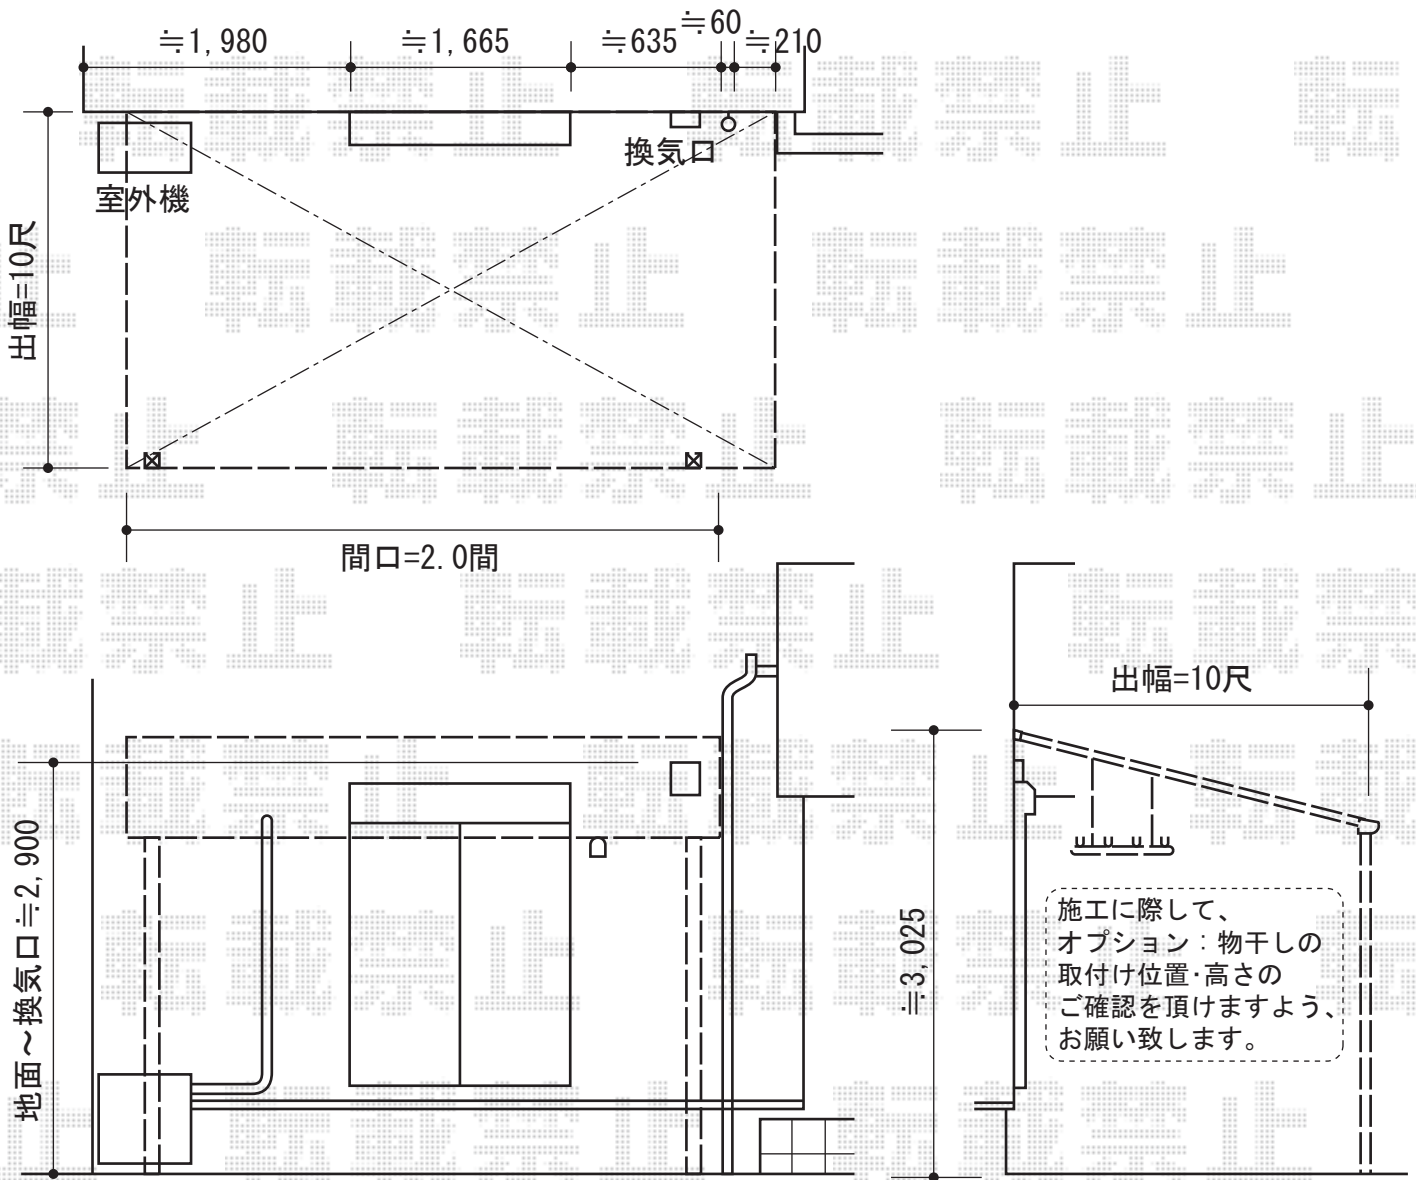 ≒1,980
≒1,665
≒635
≒60
≒210
換気口
室外機
出幅=10尺
間口=2.0間
出幅=10尺
地面～換気口≒2,900
≒3,025
施工に際して、
オプション：物干しの
取付け位置・高さの
ご確認を頂けますよう、
お願い致します。
転載禁止